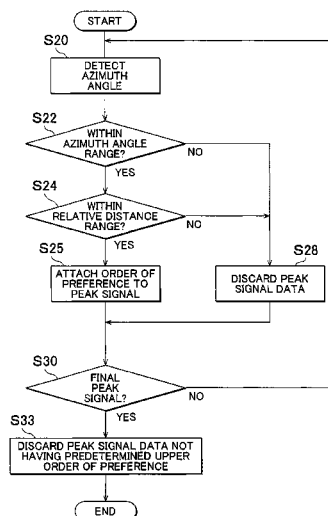 START
S20
DETECT
AZIMUTH
ANGLE
S22
WITHIN
AZIMUTH ANGLE
RANGE?
NO
YES
S24
WITHIN
RELATIVE DISTANCE
RANGE?
NO
YES
S25
ATTACH ORDER OF
PREFERENCE TO
PEAK SIGNAL
S28
DISCARD PEAK
SIGNAL DATA
S30
FINAL
PEAK
SIGNAL?
NO
YES
S33
DISCARD PEAK SIGNAL DATA NOT
HAVING PREDETERMINED UPPER
ORDER OF PREFERENCE
END